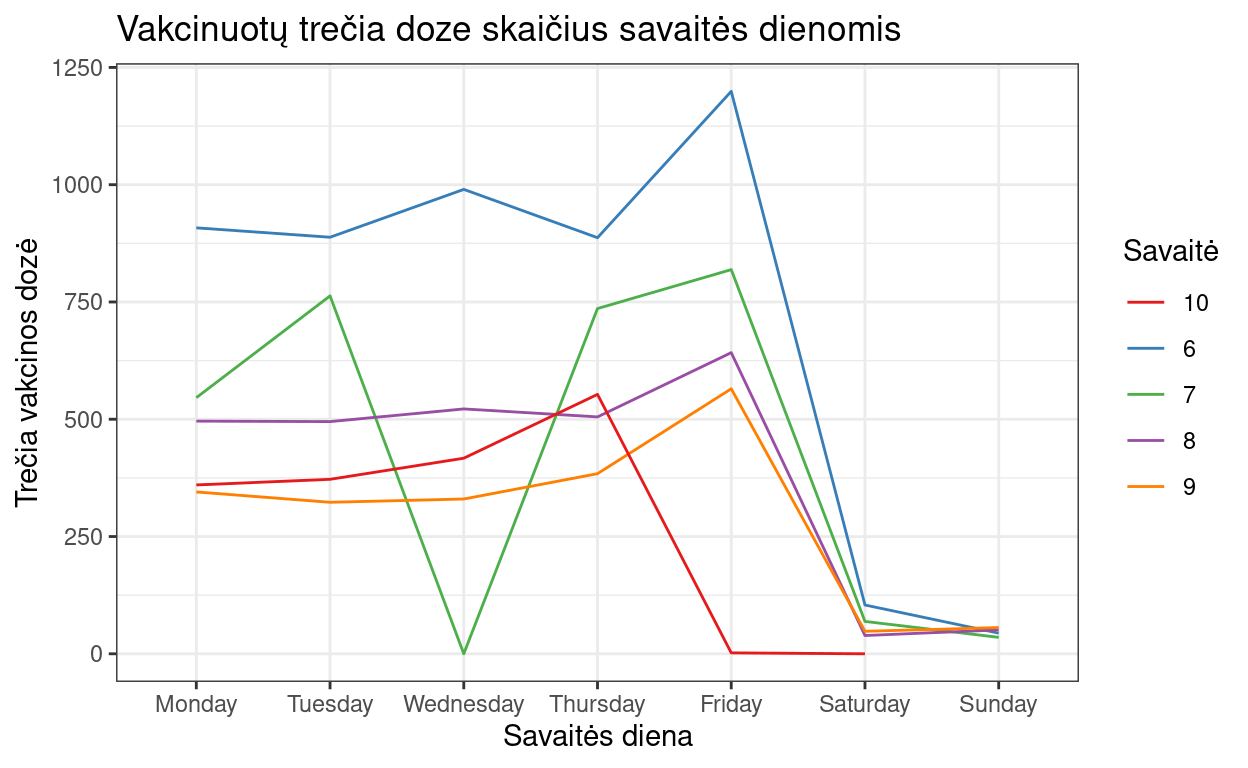 Vakcinuotų trečia doze skaičius savaitės dienomis
Trečia vakcinos dozė
1250
1000
750
500
250
0
Monday Tuesday Wednesday Thursday Friday Saturday Sunday
Savaitės diena
Savaitė
10
6
7
8
9